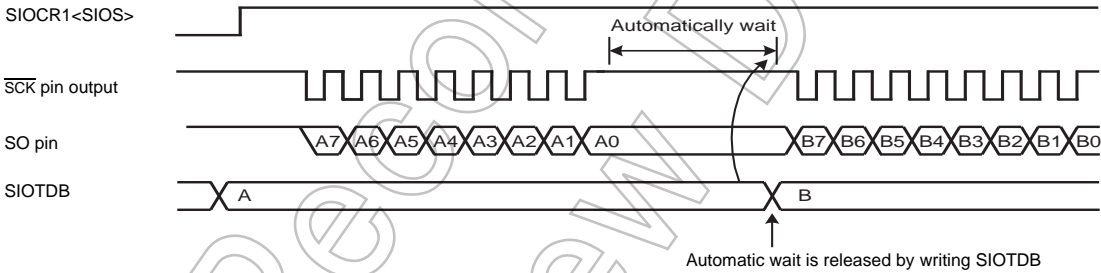 SIOCR1<SIOS>
Automatically wait
SCK pin output
SO pin
A7 A6 A5 A4 A3 A2 A1 A0 B7 B6 B5 B4 B3 B2 B1 B0
SIOTDB
A B
Automatic wait is released by writing SIOTDB